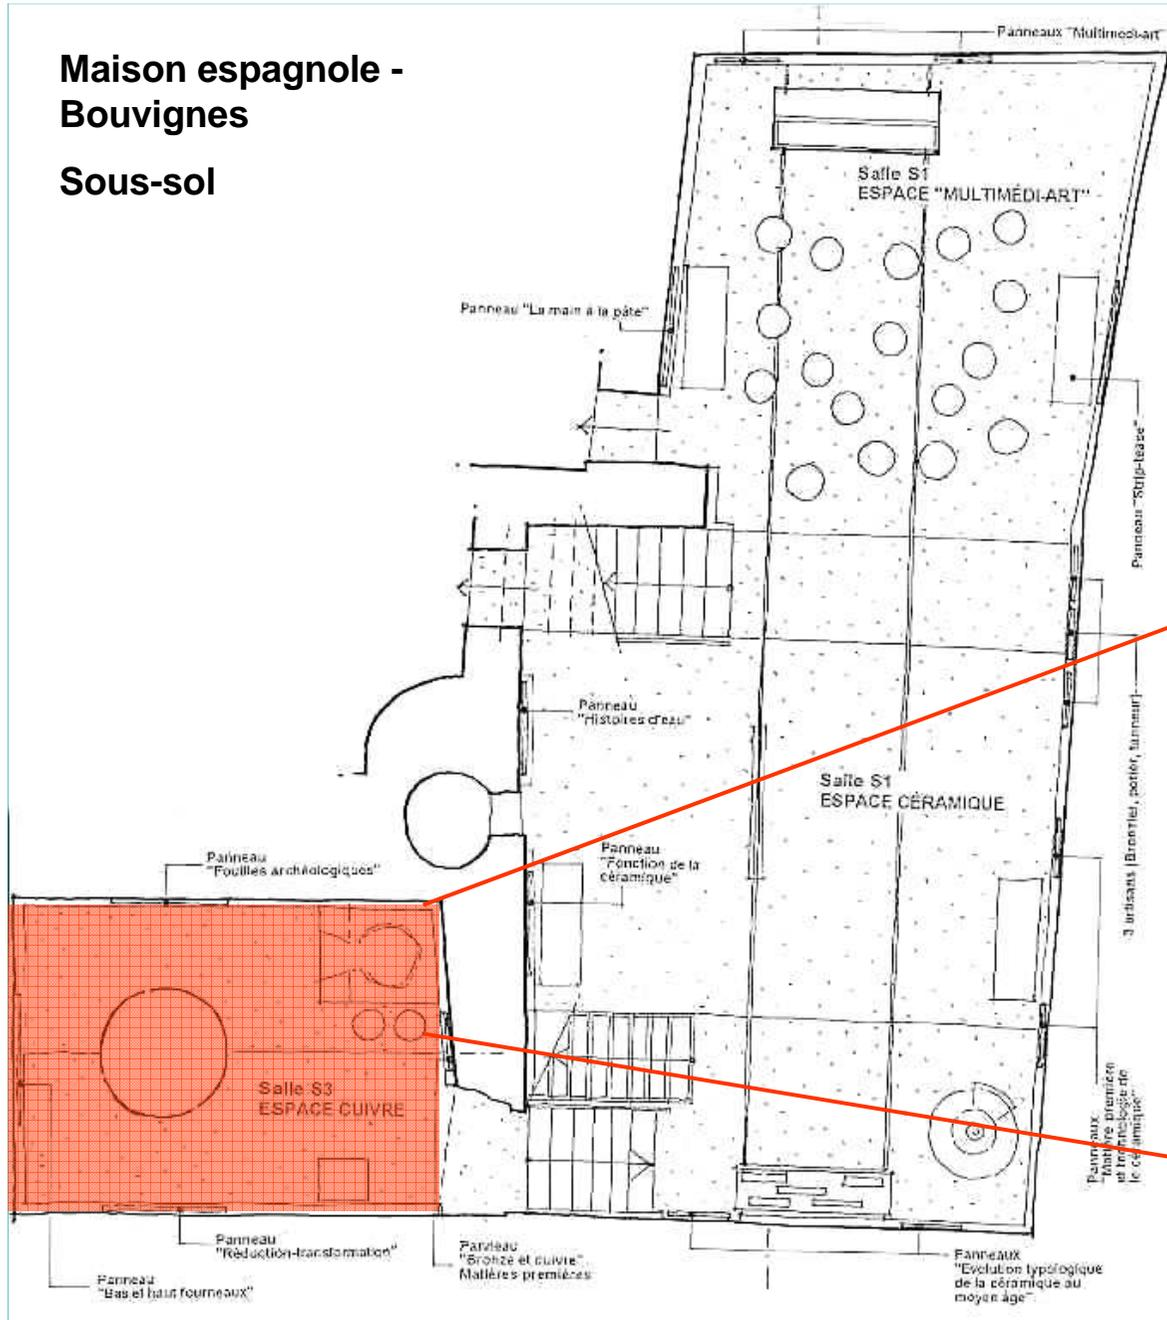 Maison espagnole -
Bouvignes
Sous-sol
Panneaux "Multimedi-art
Salle S1
ESPACE "MULTIMÉDI-ART"
Panneau "La main à la pâte"
Panneau "Strip-tease"
Panneau
"Histoires d'eau"
Salle S1
ESPACE CÉRAMIQUE
3 artisans (Bronzier, potier, tanneur)
Panneau
"Fonction de la
céramique"
Panneau
"Fouilles archéologiques"
Salle S3
ESPACE CUIVRE
Panneaux
"Matière première
et technologie de
la céramique"
Panneau
"Réduction-transformation"
Panneau
"Bas et haut fourneaux"
Panneau
"Bronze et cuivre".
Matières premières
Panneaux
"Evolution typologique
de la céramique au
moyen âge"